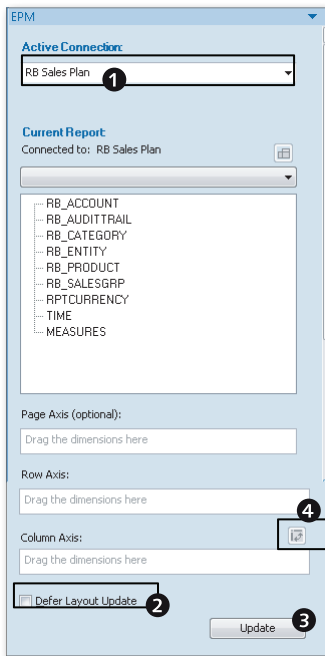 EPM
Active Connection:
RB Sales Plan
1
Current Report:
Connected to: RB Sales Plan
RB_ACCOUNT
RB_AUDITTRAIL
RB_CATEGORY
RB_ENTITY
RB_PRODUCT
RB_SALESGRP
RPTCURRENCY
TIME
MEASURES
Page Axis (optional):
Drag the dimensions here
Row Axis:
Drag the dimensions here
4
Column Axis:
Drag the dimensions here
Defer Layout Update
2
Update
3